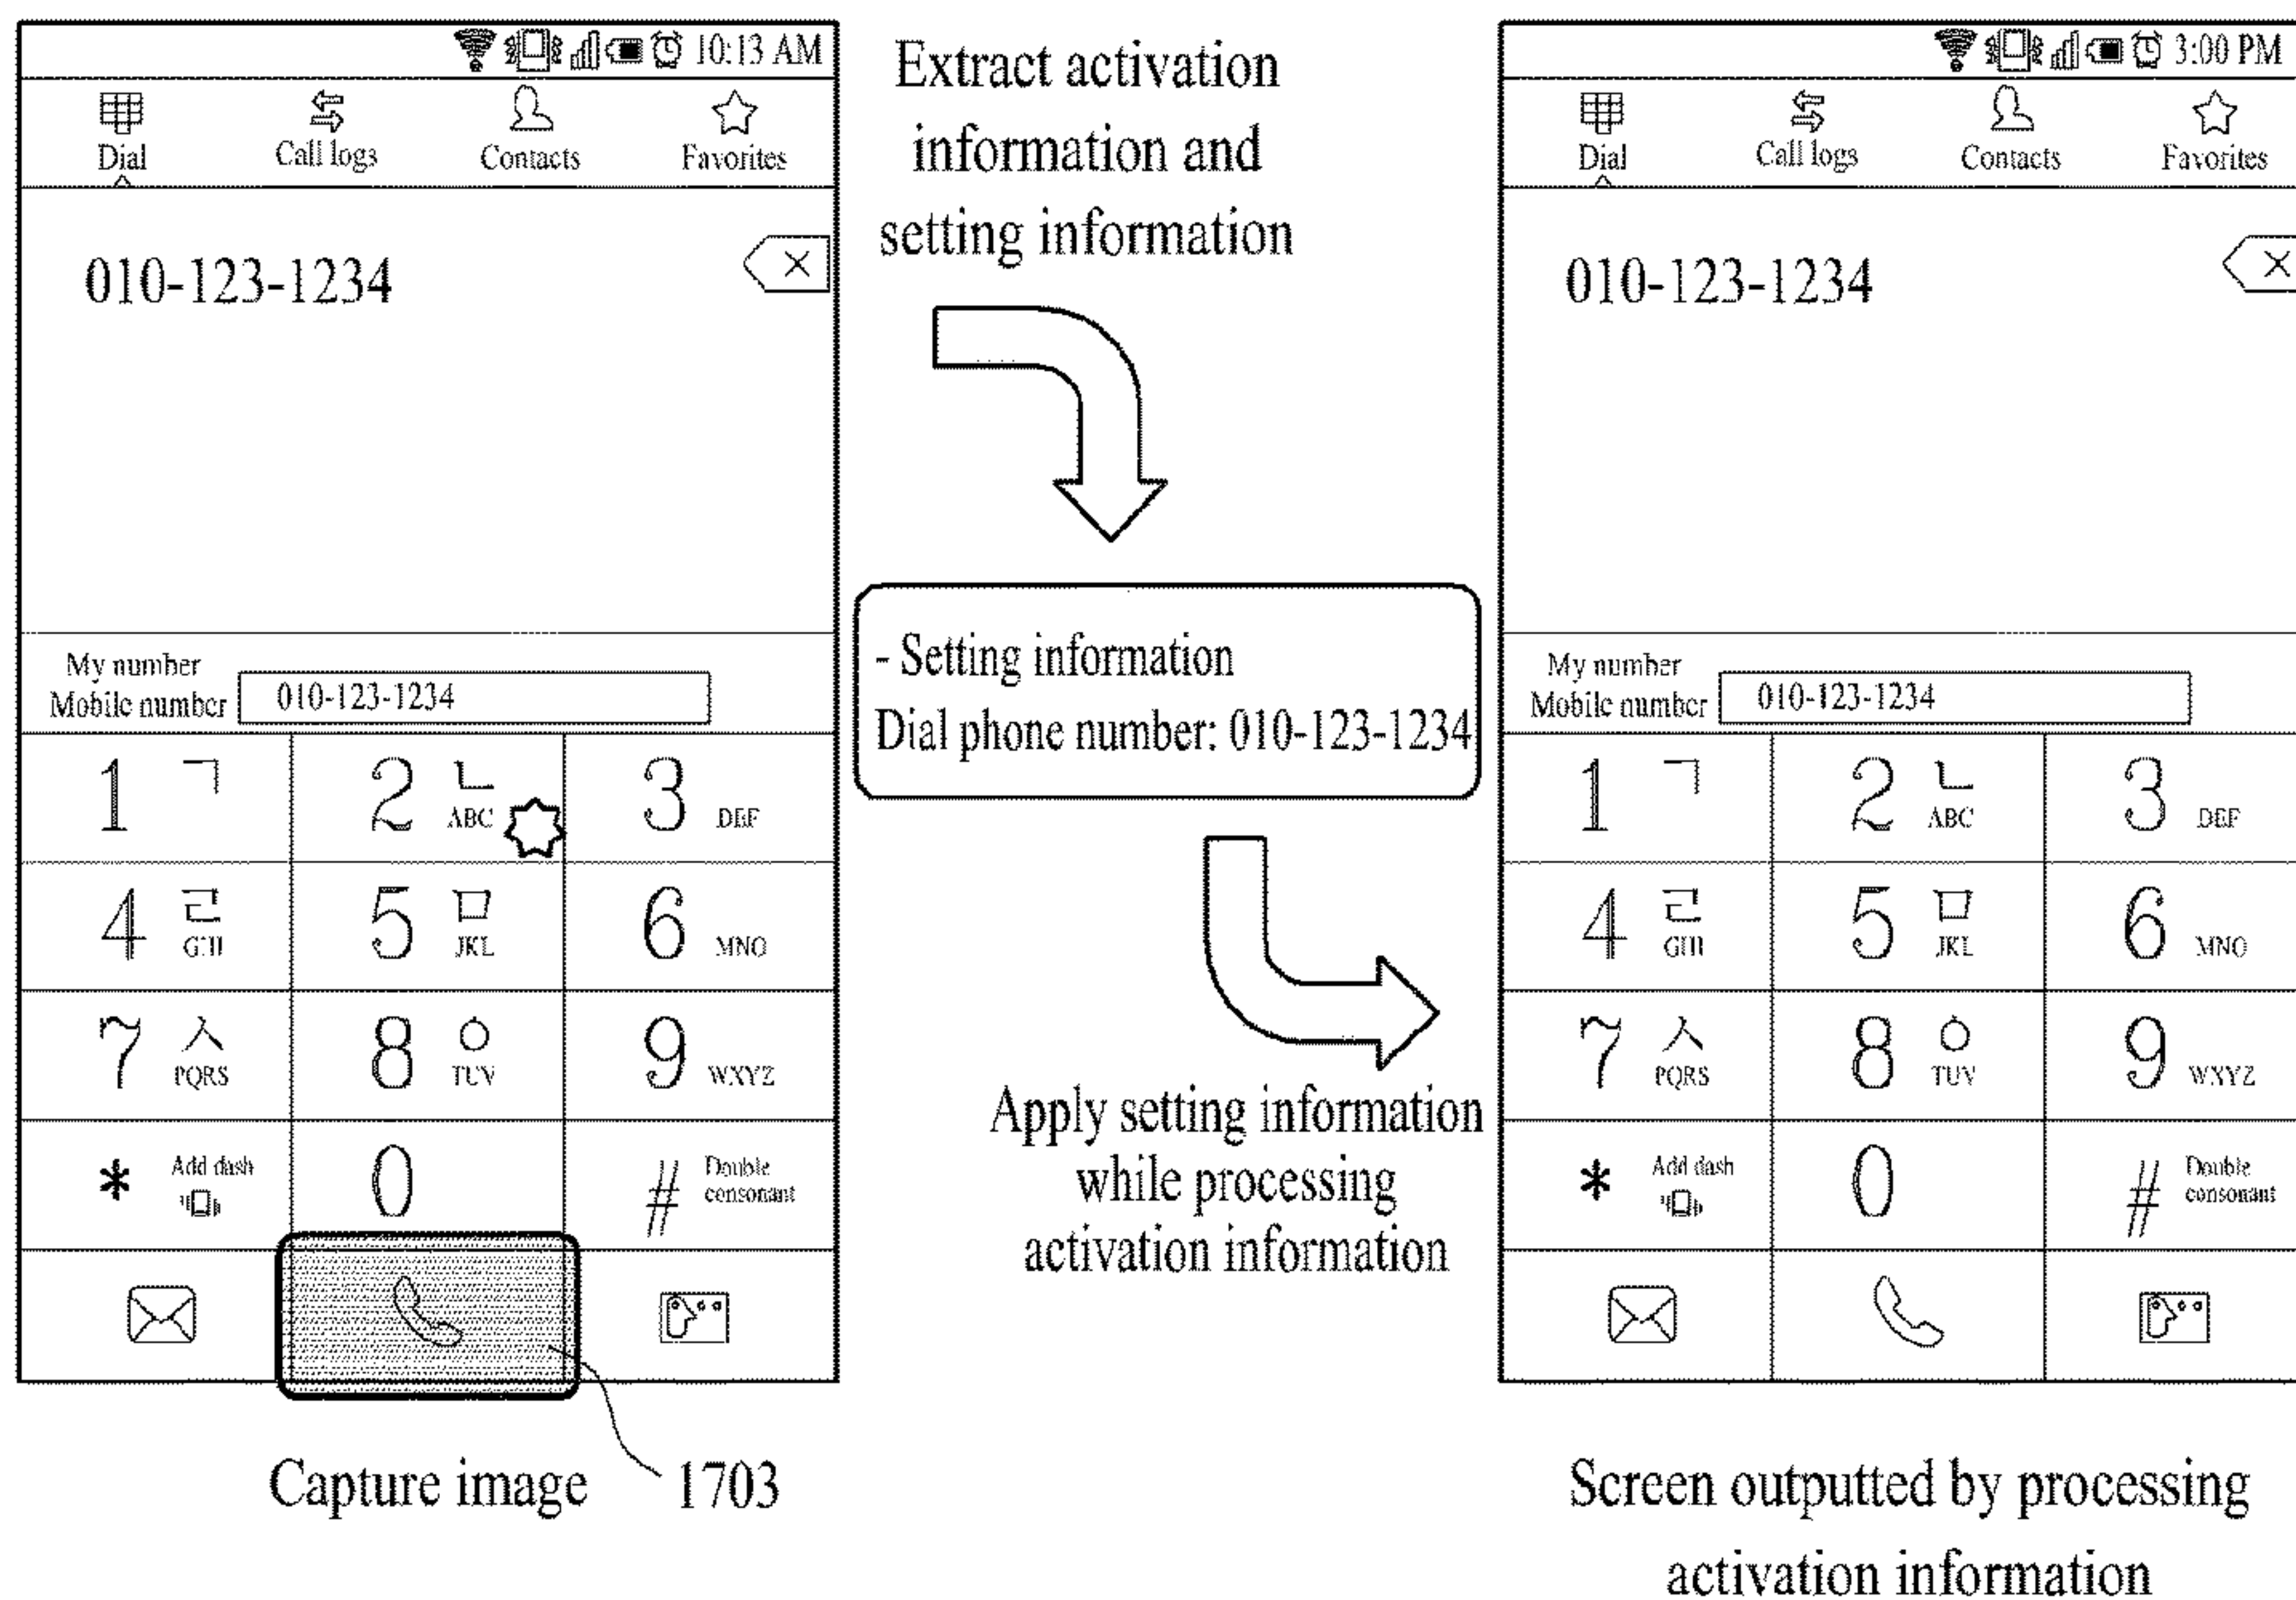 10:13 AM
Dial Call logs Contacts Favorites
010-123-1234
My number
Mobile number 010-123-1234
1 ㄱ 2 ㄴ ABC 3 DEF
4 ㄹ GHI 5 ㅁ JKL 6 MNO
7 ㅅ PQRS 8 ㅇ TUV 9 WXYZ
* Add dash 0 # Double
consonant
Capture image 1703
Extract activation
information and
setting information
- Setting information
Dial phone number: 010-123-1234
Apply setting information
while processing
activation information
3:00 PM
Dial Call logs Contacts Favorites
010-123-1234
My number
Mobile number 010-123-1234
1 ㄱ 2 ㄴ ABC 3 DEF
4 ㄹ GHI 5 ㅁ JKL 6 MNO
7 ㅅ PQRS 8 ㅇ TUV 9 WXYZ
* Add dash 0 # Double
consonant
Screen outputted by processing
activation information